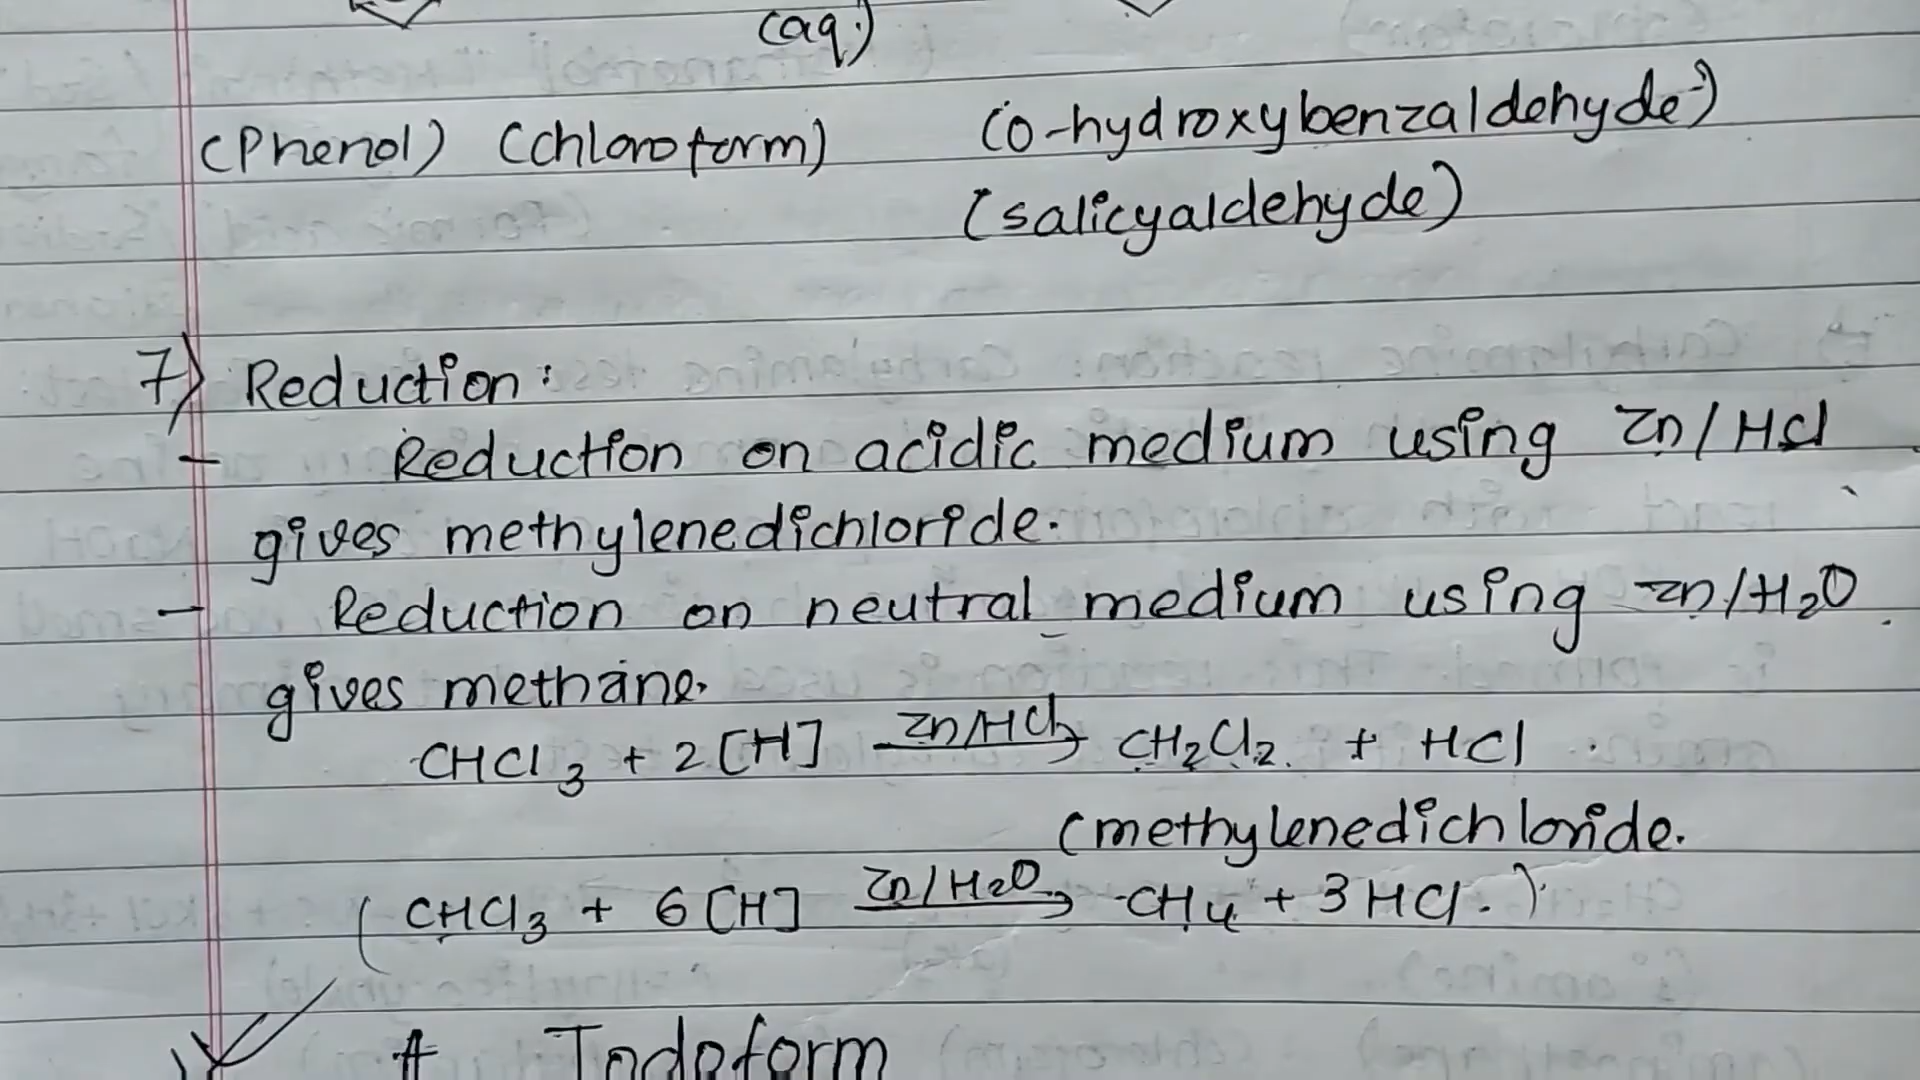 (aq.)
(Phenol) (chloroform) (o-hydroxybenzaldehyde)
(salicyaldehyde)
7) Reduction:
- Reduction on acidic medium using Zn/HCl
gives methylenedichloride.
- Reduction on neutral medium using Zn/H₂O
gives methane.
CHCl₃ + 2[H] Zn/HCl → CH₂Cl₂ + HCl
(methylenedichloride.
(CHCl₃ + 6[H] Zn/H₂O → CH₄ + 3HCl.)
# Iodoform